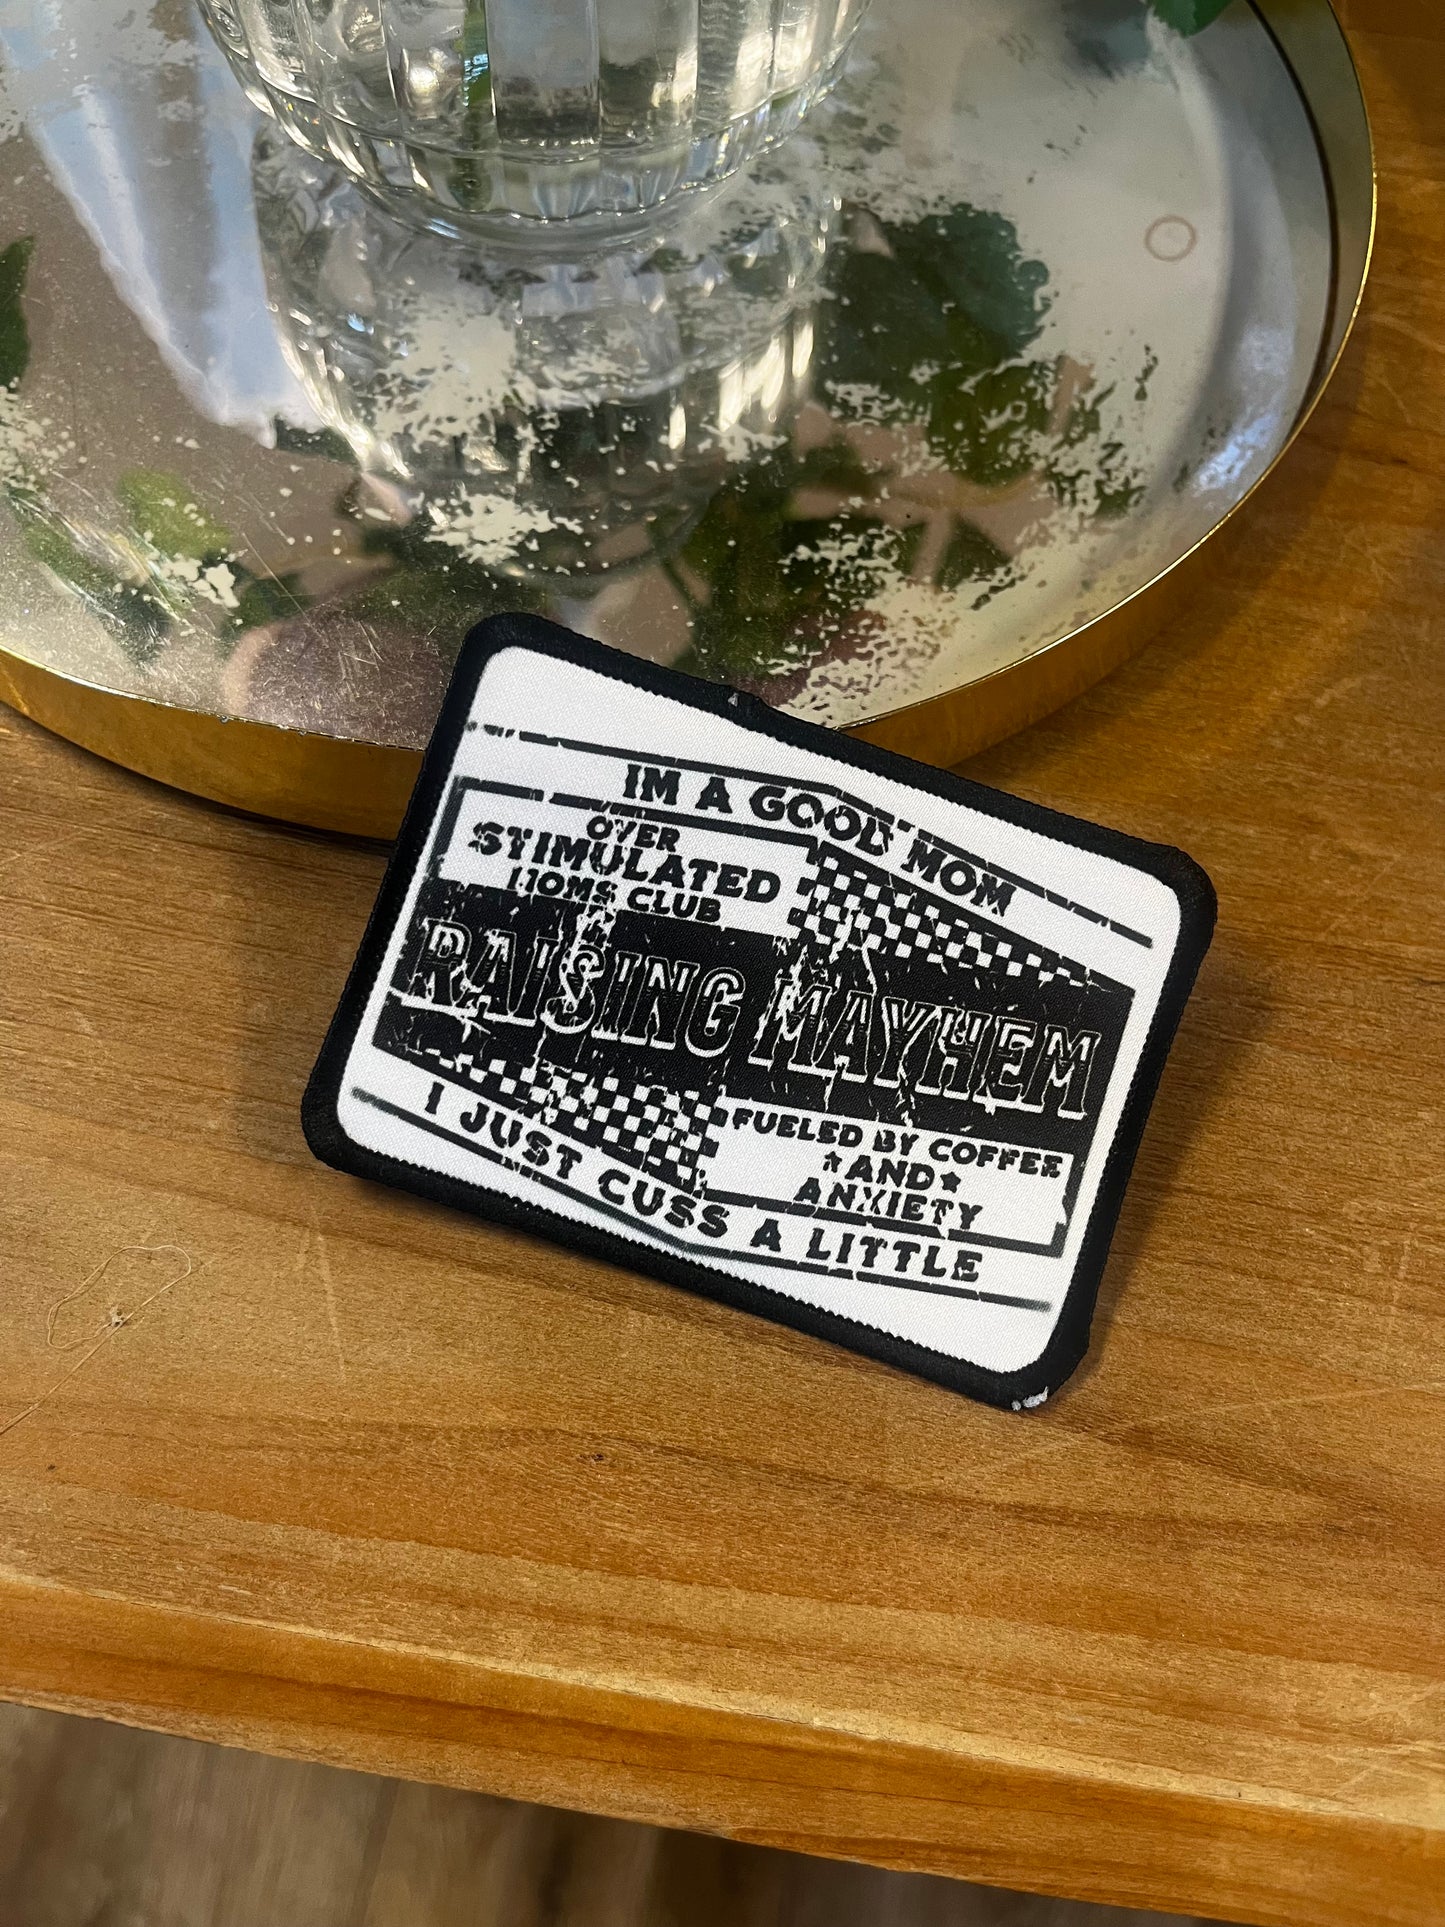 IM A GOOD MOM
OVER
STIMULATED
MOMS CLUB
RAISING MAYHEM
FUELED BY COFFEE
AND
ANXIETY
I JUST CUSS A LITTLE